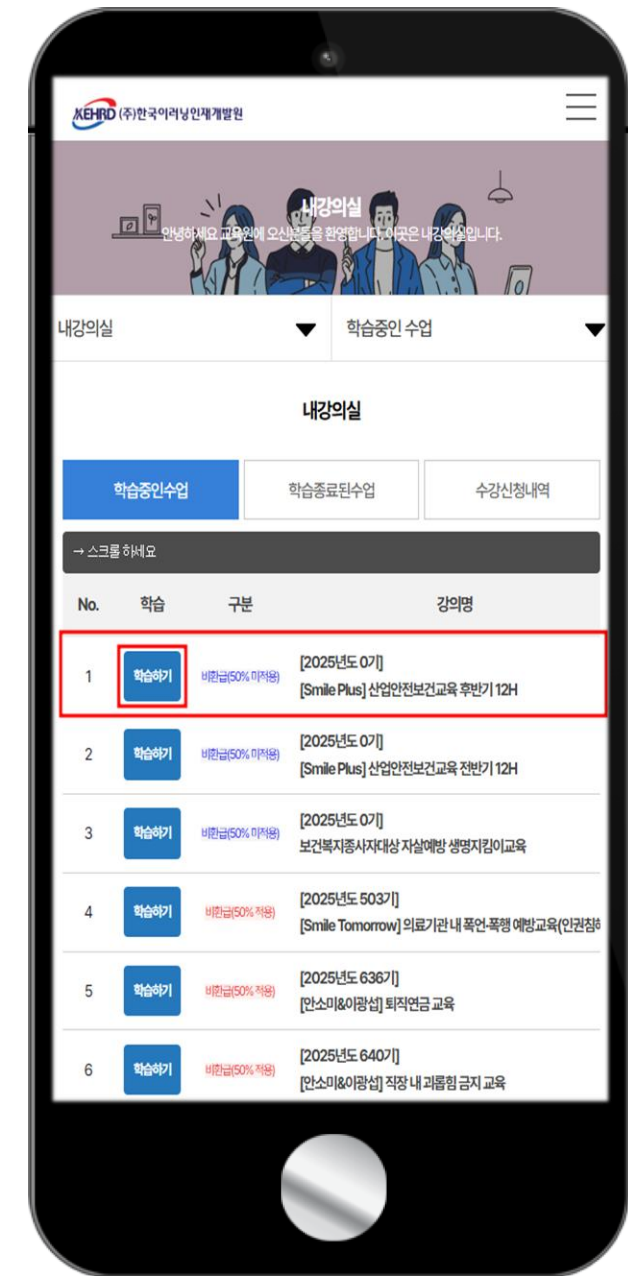 KEHRD (주)한국이러닝인재개발원
내강의실
안녕하세요 교육원에 오신분들을 환영합니다. 이곳은 내강의실입니다.
내강의실 학습중인 수업
내강의실
학습중인수업 학습종료된수업 수강신청내역
→ 스크롤 하세요
No. 학습 구분 강의명
1 학습하기 비환급(50% 미적용) [2025년도 0기]
[Smile Plus] 산업안전보건교육 후반기 12H
2 학습하기 비환급(50% 미적용) [2025년도 0기]
[Smile Plus] 산업안전보건교육 전반기 12H
3 학습하기 비환급(50% 미적용) [2025년도 0기]
보건복지종사자대상 자살예방 생명지킴이교육
4 학습하기 비환급(50% 적용) [2025년도 503기]
[Smile Tomorrow] 의료기관 내 폭언·폭행 예방교육(인권침해
5 학습하기 비환급(50% 적용) [2025년도 636기]
[안소미&이광섭] 퇴직연금 교육
6 학습하기 비환급(50% 적용) [2025년도 640기]
[안소미&이광섭] 직장 내 괴롭힘 금지 교육